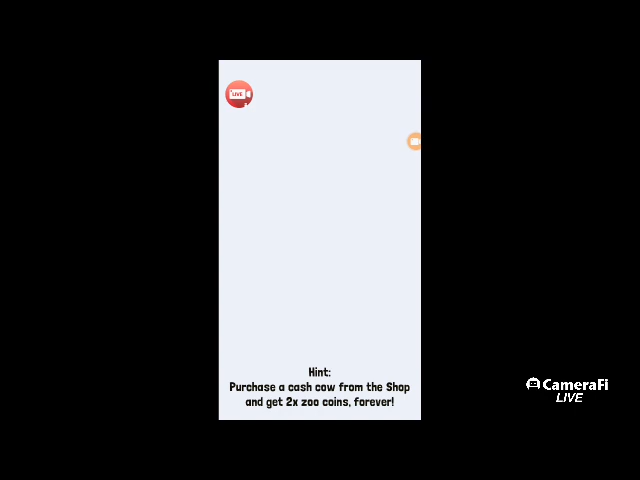 LIVE
Hint:
Purchase a cash cow from the Shop
and get 2x zoo coins, forever!
CameraFi
LIVE